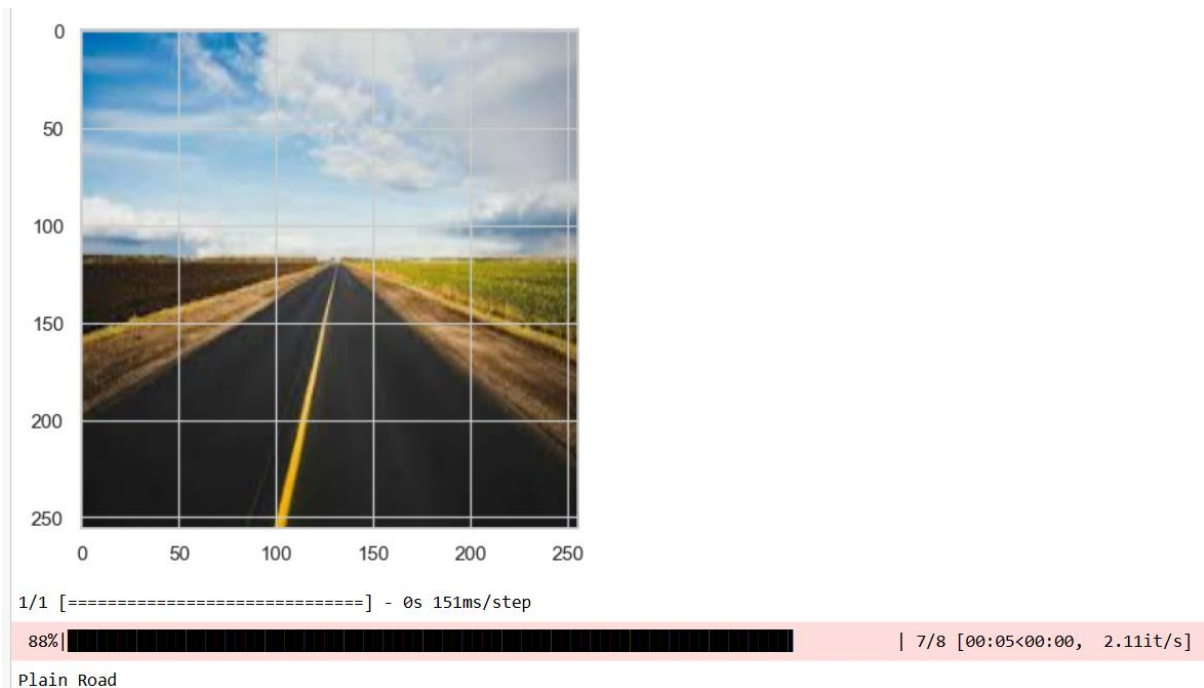 0
50
100
150
200
250
0 50 100 150 200 250
1/1 [==============================] - 0s 151ms/step
88%| | 7/8 [00:05<00:00, 2.11it/s]
Plain Road